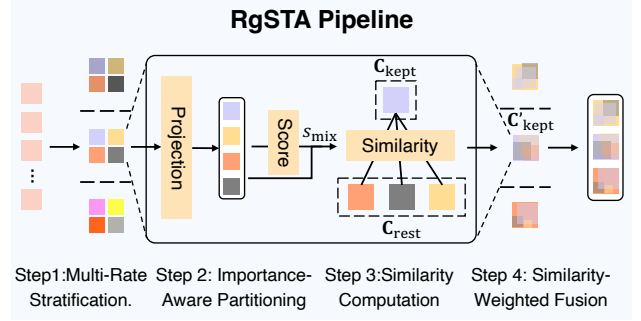 RgSTA Pipeline
C_kept
Projection
Score
s_mix
Similarity
C'_kept
C_rest
Step1:Multi-Rate
Stratification.
Step 2: Importance-
Aware Partitioning
Step 3:Similarity
Computation
Step 4: Similarity-
Weighted Fusion